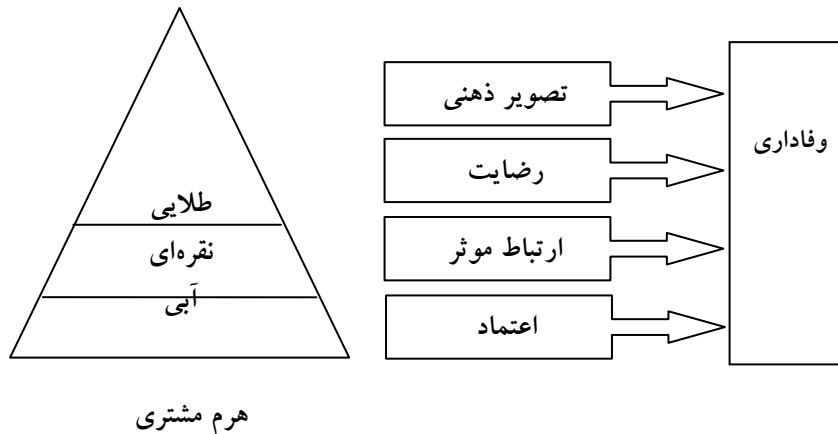 تصویر ذهنی
رضایت
ارتباط موثر
اعتماد
وفاداری
طلایی
نقره‌ای
آبی
هرم مشتری